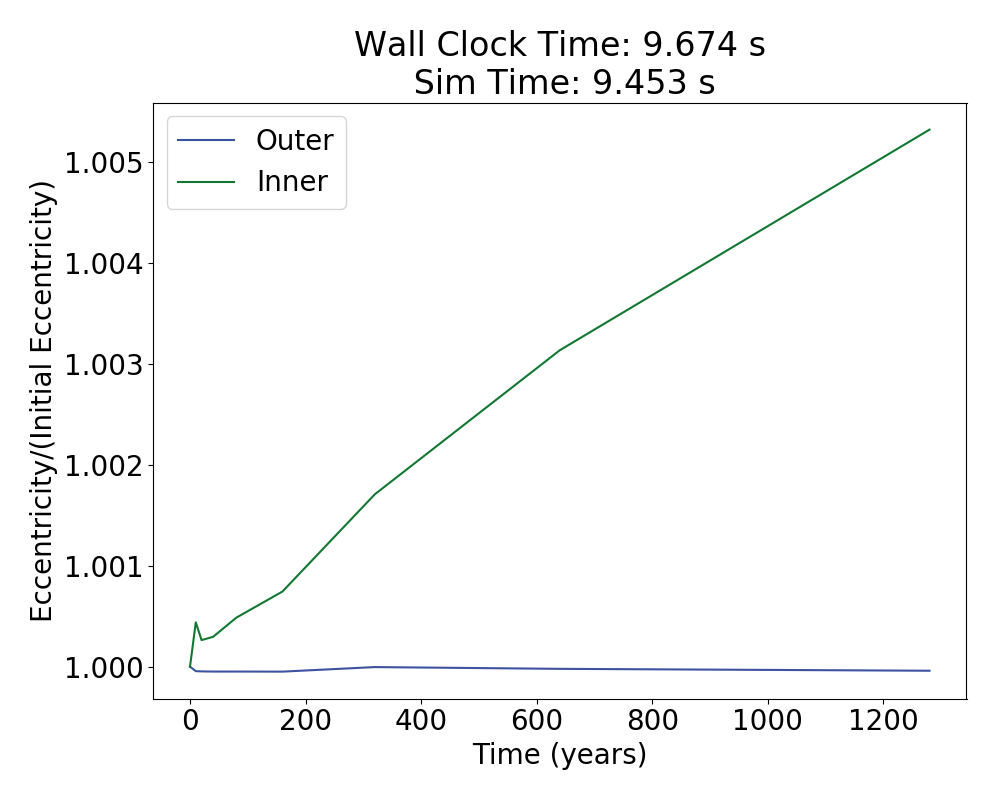 Wall Clock Time: 9.674 s
Sim Time: 9.453 s
Outer
Inner
Eccentricity/(Initial Eccentricity)
1.005
1.004
1.003
1.002
1.001
1.000
0 200 400 600 800 1000 1200
Time (years)